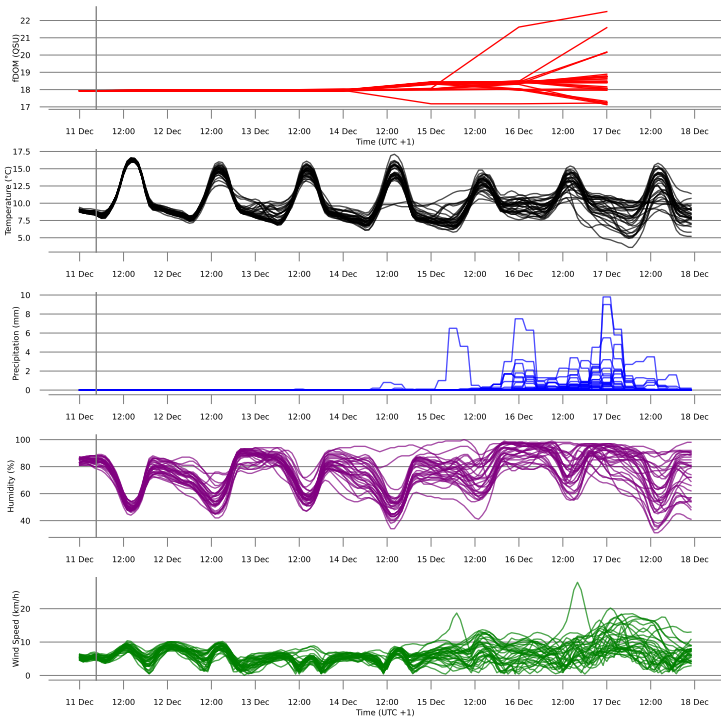 fDOM (QSU)
22
21
20
19
18
17
11 Dec 12:00 12 Dec 12:00 13 Dec 12:00 14 Dec 12:00 15 Dec 12:00 16 Dec 12:00 17 Dec 12:00 18 Dec
Time (UTC +1)
Temperature (°C)
17.5
15.0
12.5
10.0
7.5
5.0
11 Dec 12:00 12 Dec 12:00 13 Dec 12:00 14 Dec 12:00 15 Dec 12:00 16 Dec 12:00 17 Dec 12:00 18 Dec
Precipitation (mm)
10
8
6
4
2
0
11 Dec 12:00 12 Dec 12:00 13 Dec 12:00 14 Dec 12:00 15 Dec 12:00 16 Dec 12:00 17 Dec 12:00 18 Dec
Humidity (%)
100
80
60
40
11 Dec 12:00 12 Dec 12:00 13 Dec 12:00 14 Dec 12:00 15 Dec 12:00 16 Dec 12:00 17 Dec 12:00 18 Dec
Wind Speed (km/h)
20
10
0
11 Dec 12:00 12 Dec 12:00 13 Dec 12:00 14 Dec 12:00 15 Dec 12:00 16 Dec 12:00 17 Dec 12:00 18 Dec
Time (UTC +1)